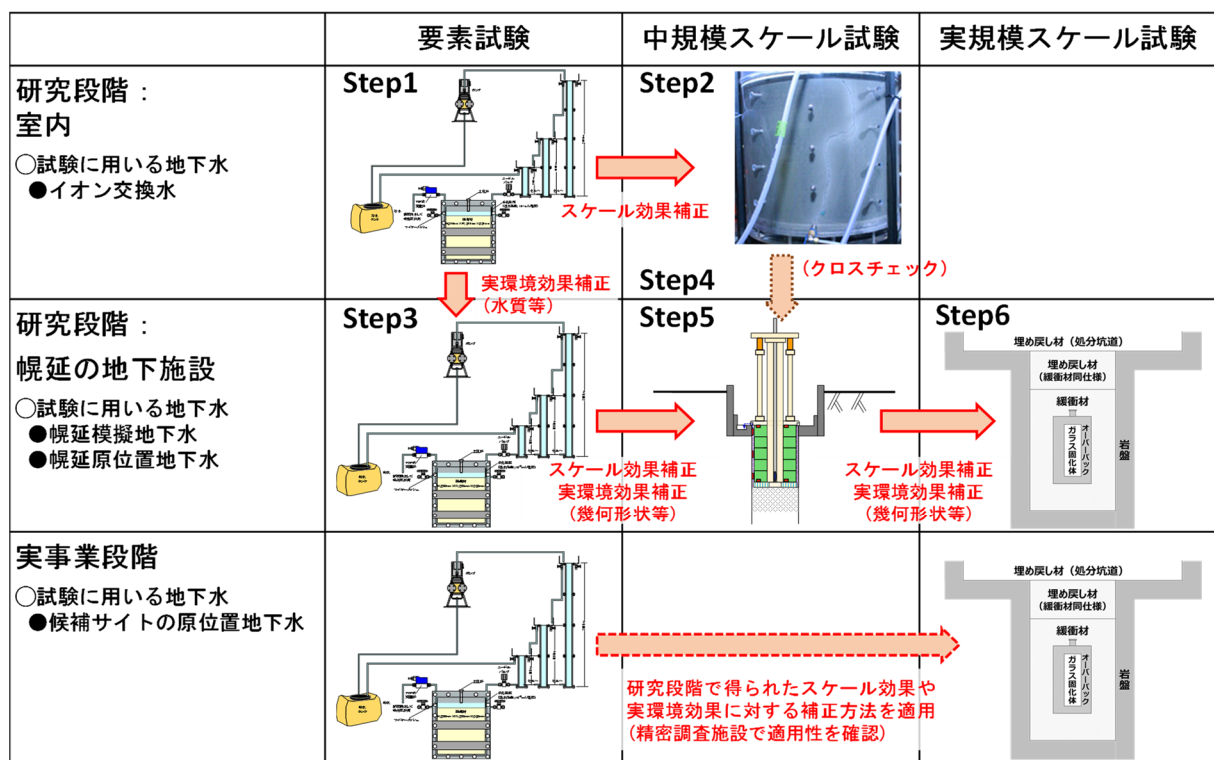 要素試験
中規模スケール試験
実規模スケール試験
研究段階：
室内
○試験に用いる地下水
●イオン交換水
Step1
スケール効果補正
Step2
実環境効果補正
(水質等)
Step4
(クロスチェック)
研究段階：
幌延の地下施設
○試験に用いる地下水
●幌延模擬地下水
●幌延原位置地下水
Step3
スケール効果補正
実環境効果補正
(幾何形状等)
Step5
スケール効果補正
実環境効果補正
(幾何形状等)
Step6
埋め戻し材（処分坑道）
埋め戻し材
(緩衝材同仕様)
緩衝材
オーバーパック
ガラス固化体
岩盤
実事業段階
○試験に用いる地下水
●候補サイトの原位置地下水
研究段階で得られたスケール効果や
実環境効果に対する補正方法を適用
(精密調査施設で適用性を確認)
埋め戻し材（処分坑道）
埋め戻し材
(緩衝材同仕様)
緩衝材
オーバーパック
ガラス固化体
岩盤